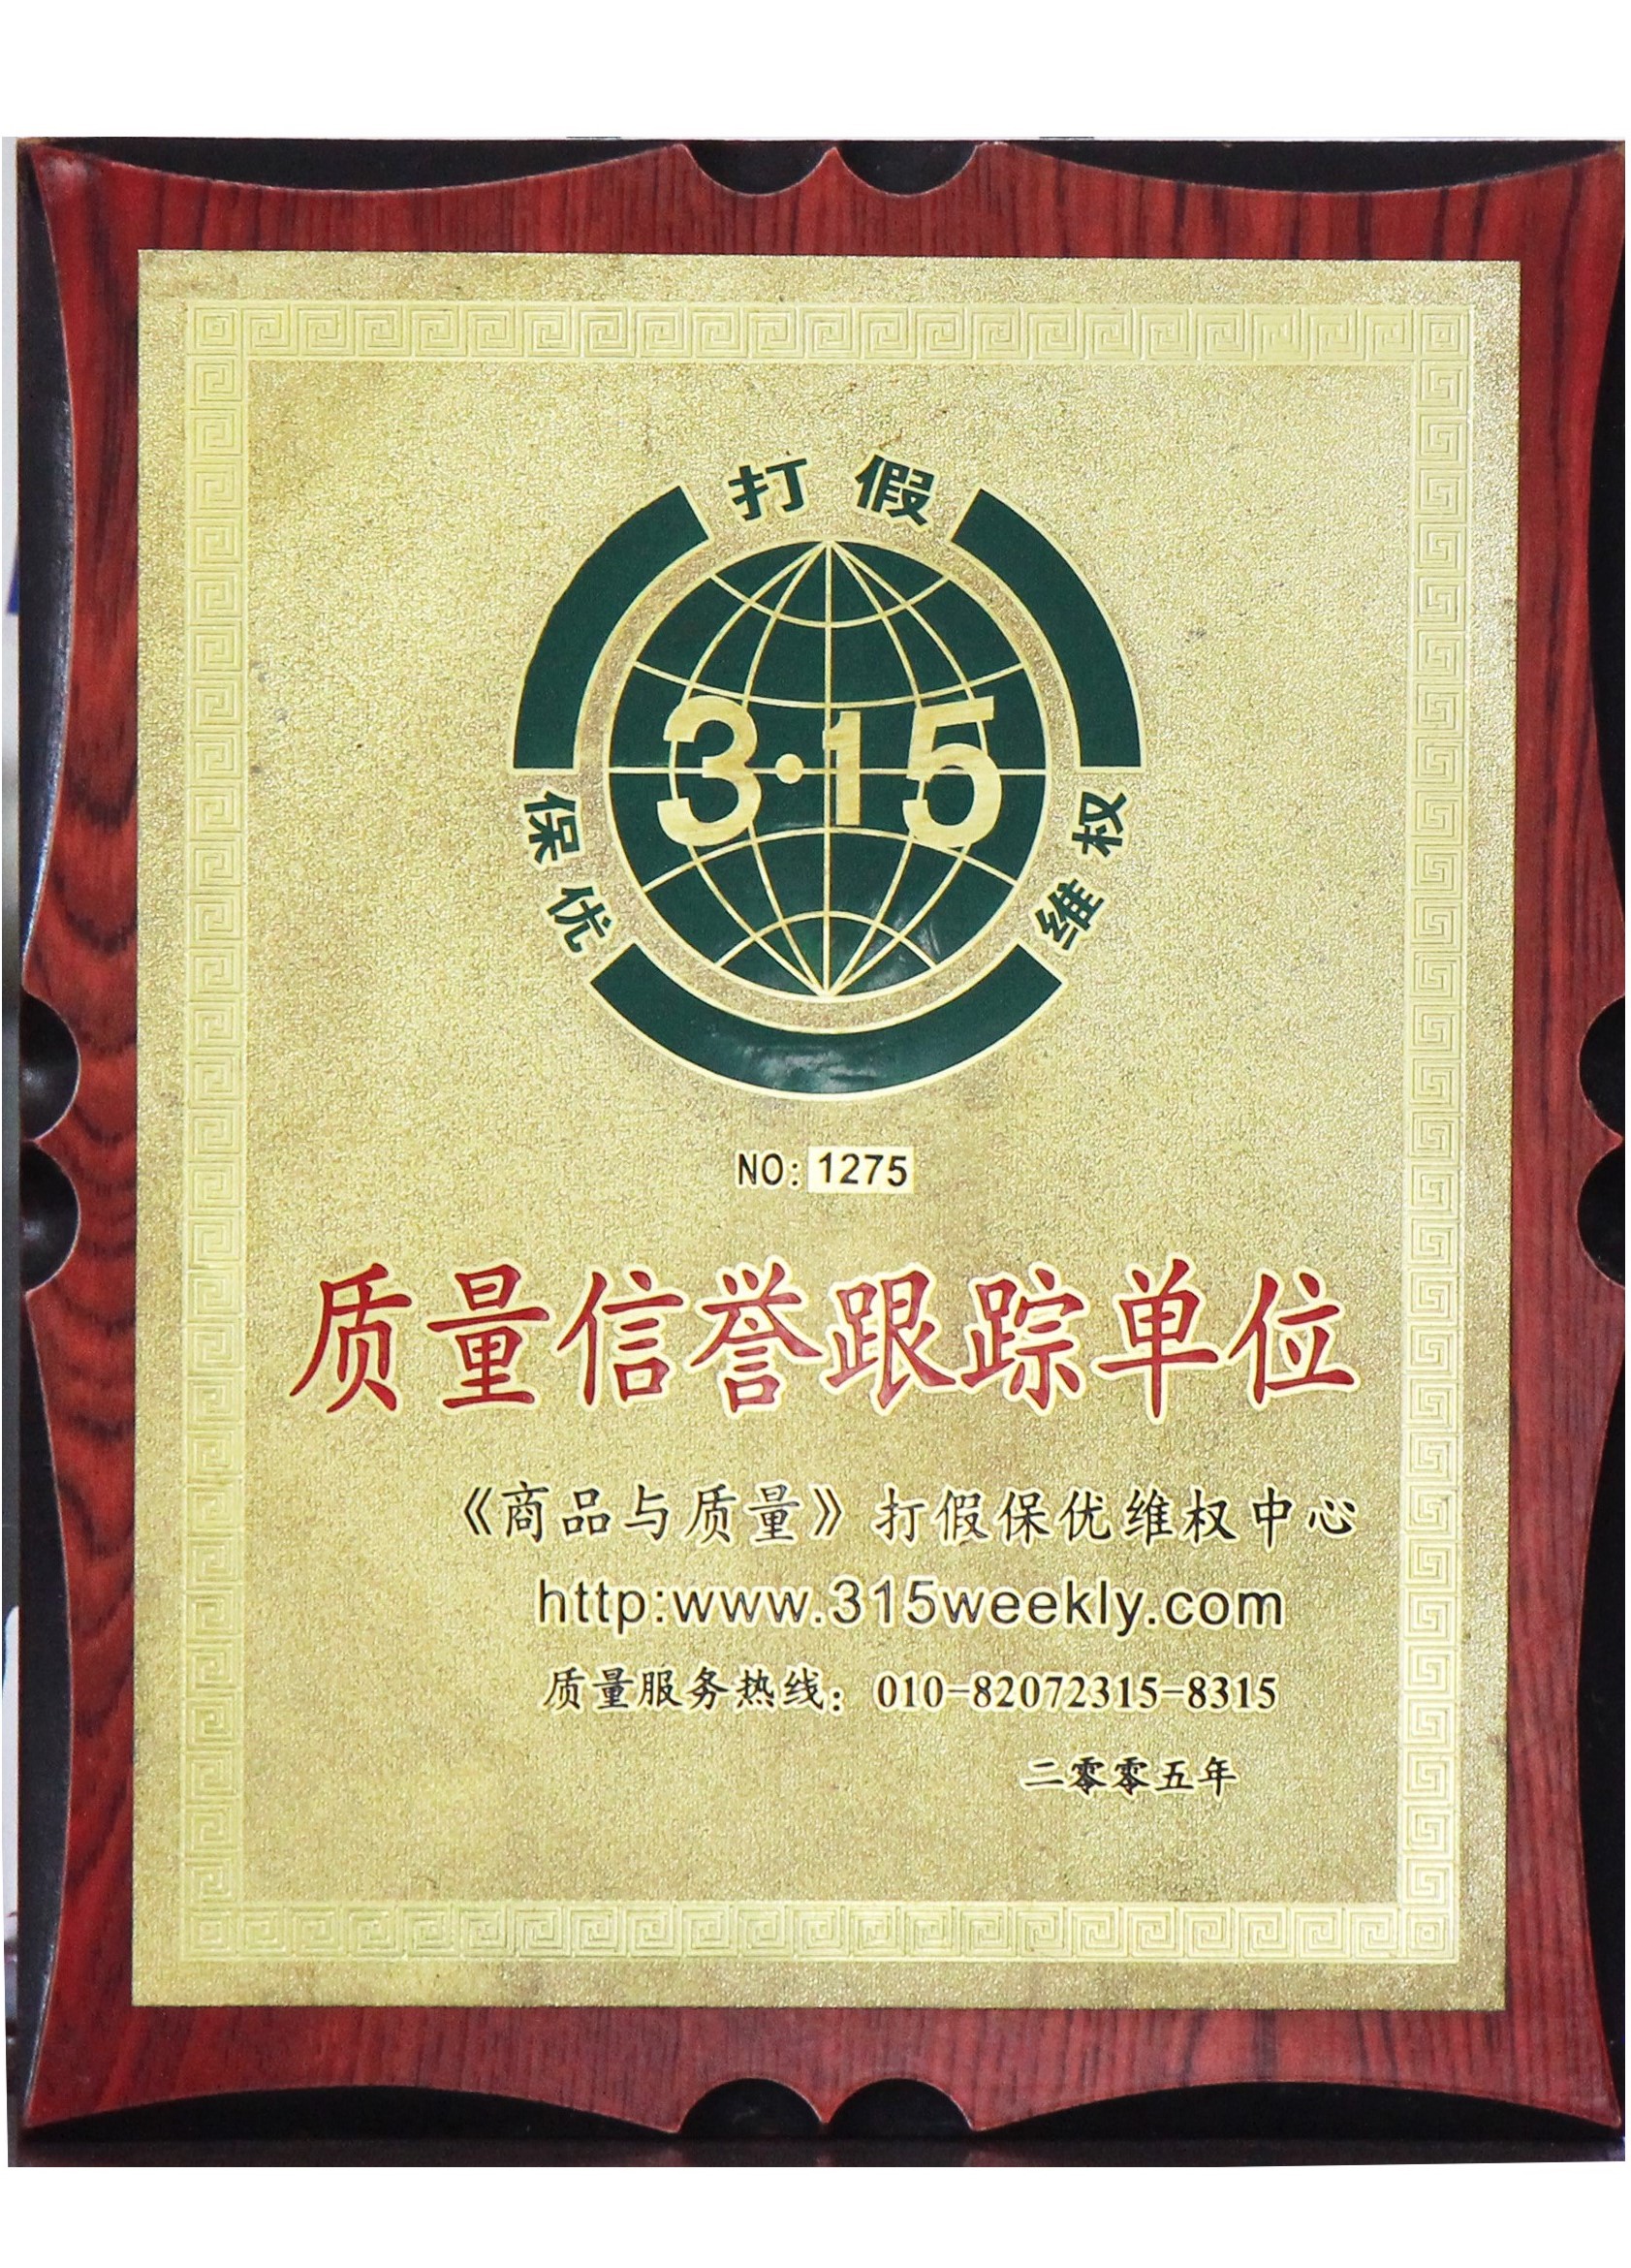 打假
3·15
保优
维权
NO: 1275
质量信誉跟踪单位
《商品与质量》打假保优维权中心
http:www.315weekly.com
质量服务热线：010-82072315-8315
二零零五年